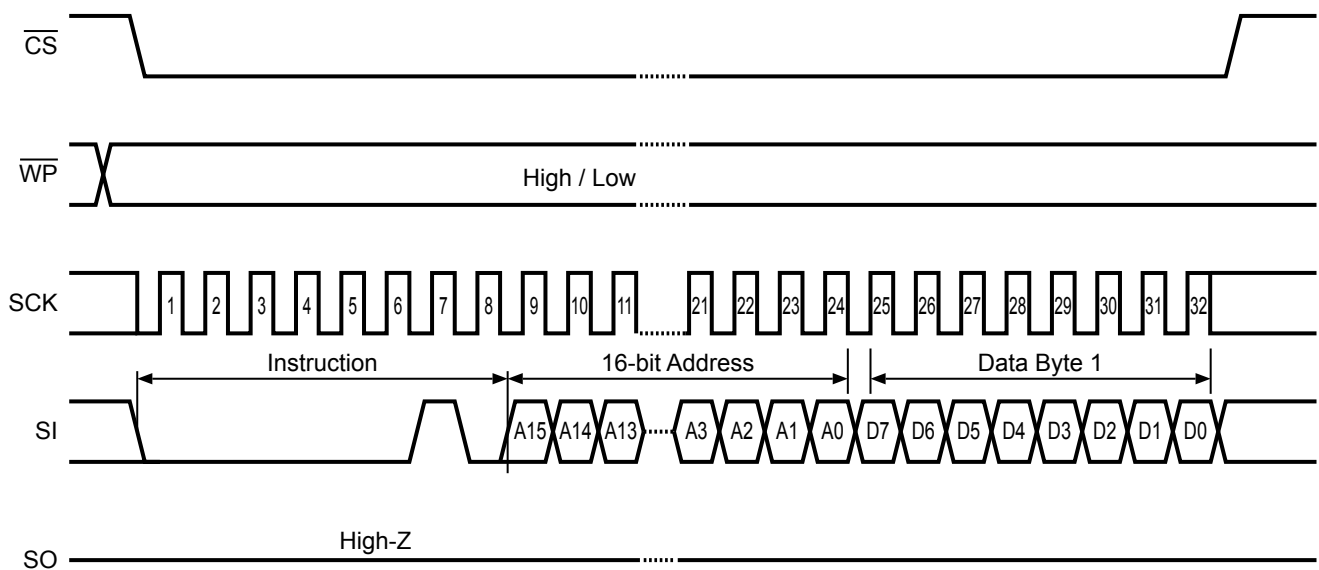 CS
WP
High / Low
SCK 1 2 3 4 5 6 7 8 9 10 11 21 22 23 24 25 26 27 28 29 30 31 32
Instruction 16-bit Address Data Byte 1
SI A15 A14 A13 A3 A2 A1 A0 D7 D6 D5 D4 D3 D2 D1 D0
High-Z
SO